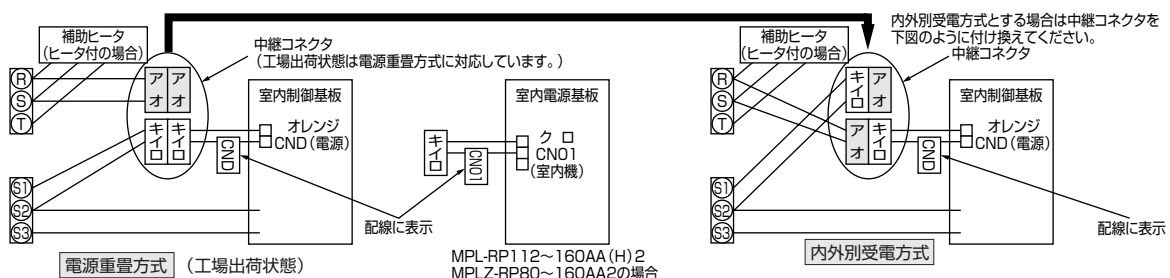 補助ヒータ
(ヒータ付の場合)
中継コネクタ
(工場出荷状態は電源重畳方式に対応しています。)
R
S
T
アオ
アオ
キイロ
キイロ
室内制御基板
オレンジ
CND(電源)
CND
S1
S2
S3
電源重畳方式
(工場出荷状態)
キイロ
CN01
室内電源基板
クロ
CN01
(室内機)
配線に表示
MPL-RP112~160AA(H)2
MPLZ-RP80~160AA2の場合
内外別受電方式とする場合は中継コネクタを
下図のように付け換えてください。
中継コネクタ
補助ヒータ
(ヒータ付の場合)
R
S
T
キイロ
アオ
アオ
キイロ
室内制御基板
オレンジ
CND(電源)
CND
S1
S2
S3
配線に表示
内外別受電方式